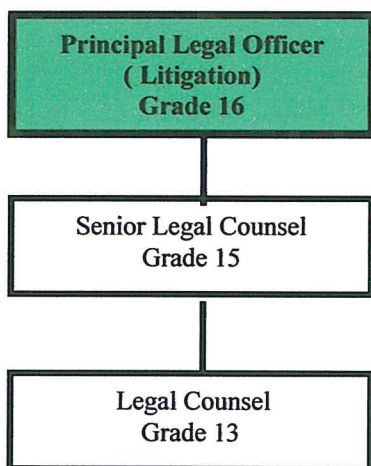 Principal Legal Officer
( Litigation)
Grade 16
Senior Legal Counsel
Grade 15
Legal Counsel
Grade 13